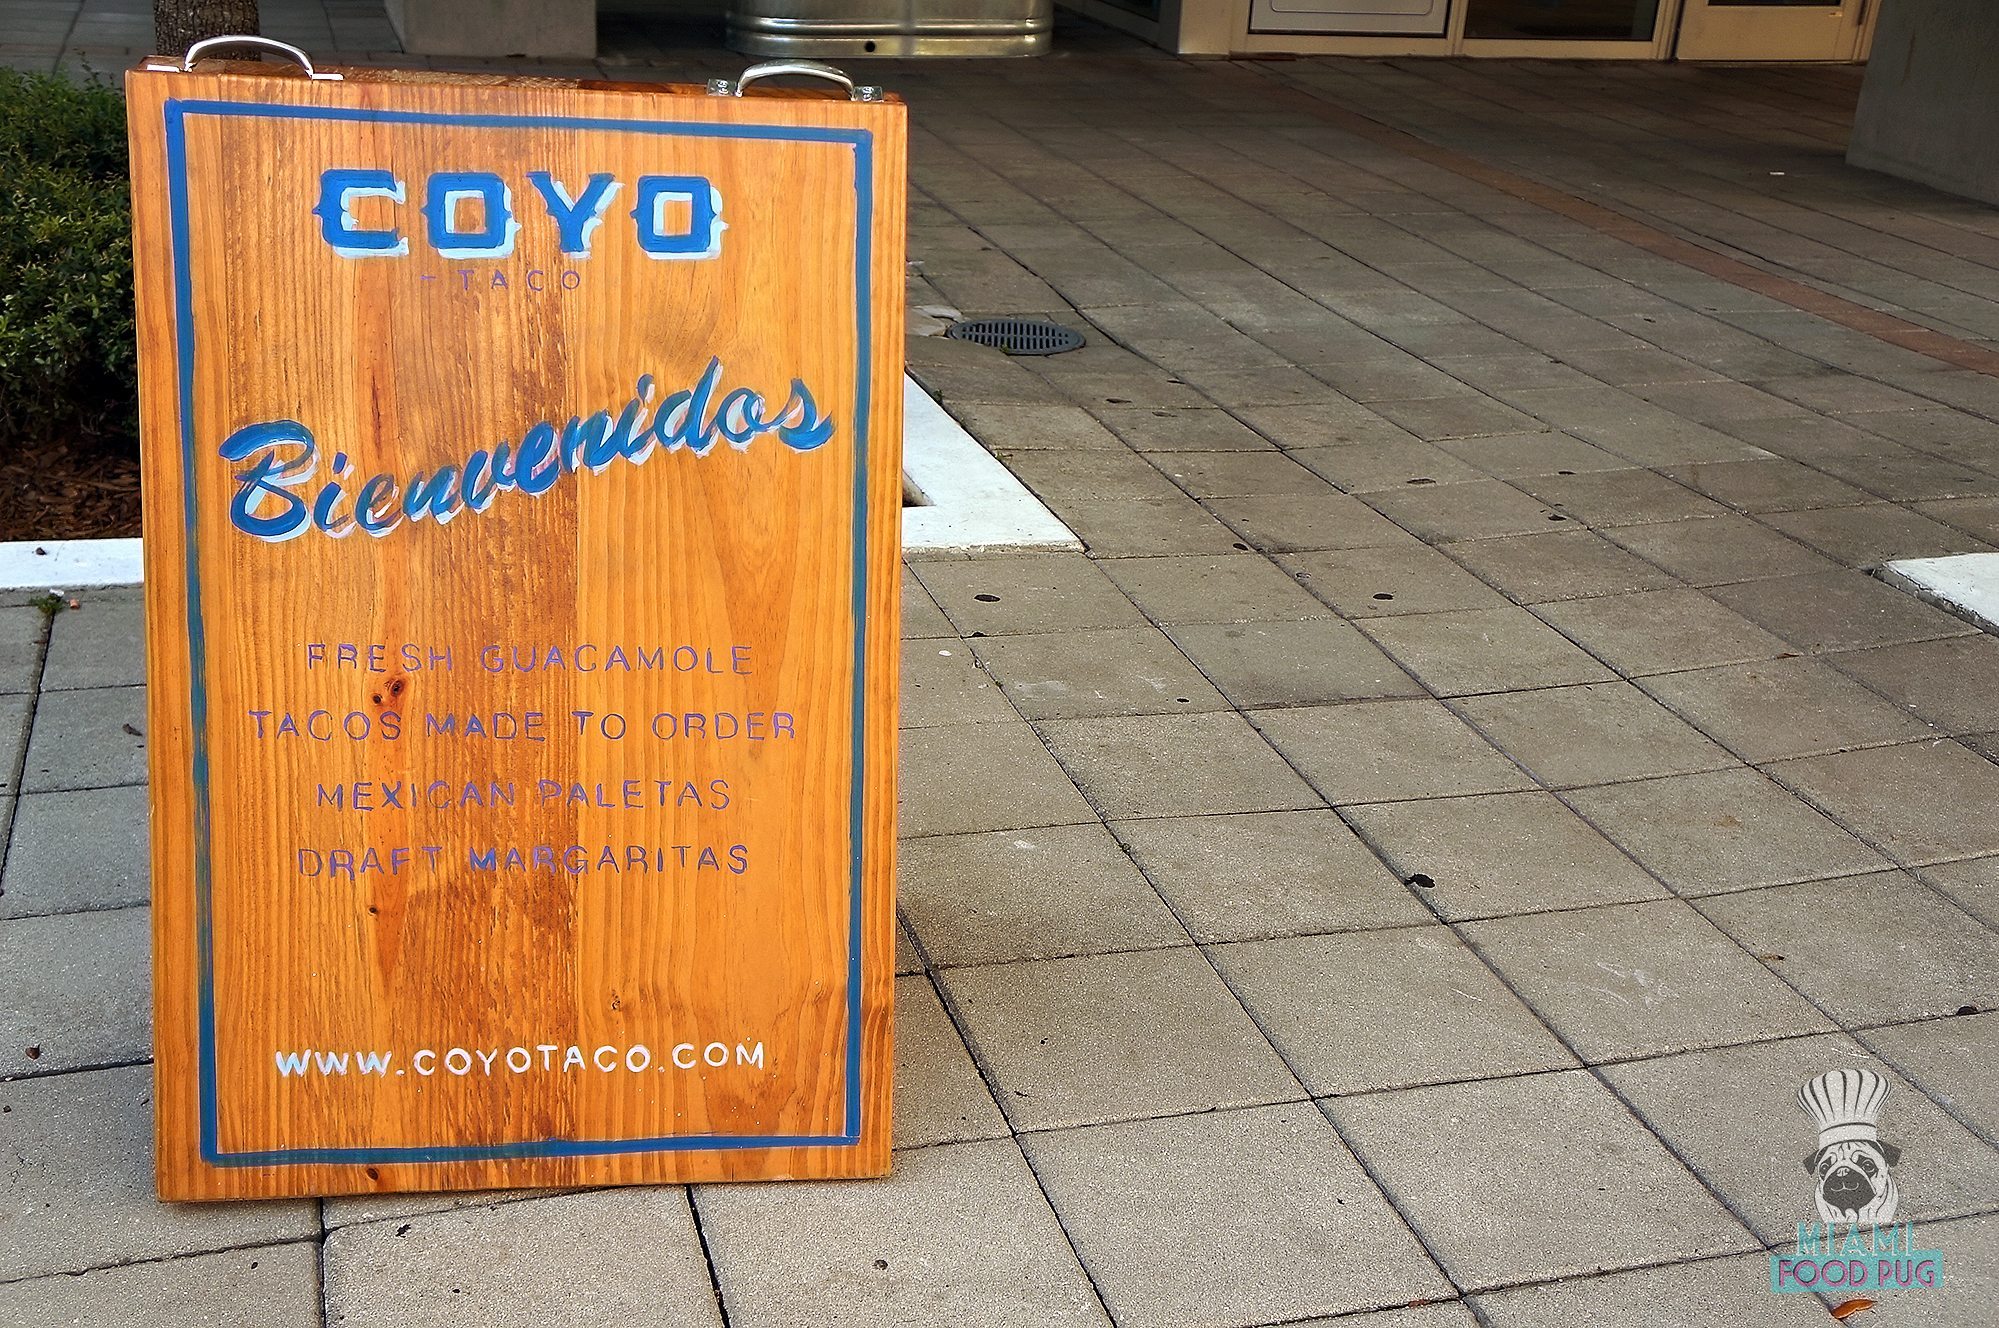 COYO
- TACO
Bienvenidos
FRESH GUACAMOLE
TACOS MADE TO ORDER
MEXICAN PALETAS
DRAFT MARGARITAS
WWW.COYOTACO.COM
MIAMI
FOOD PUG